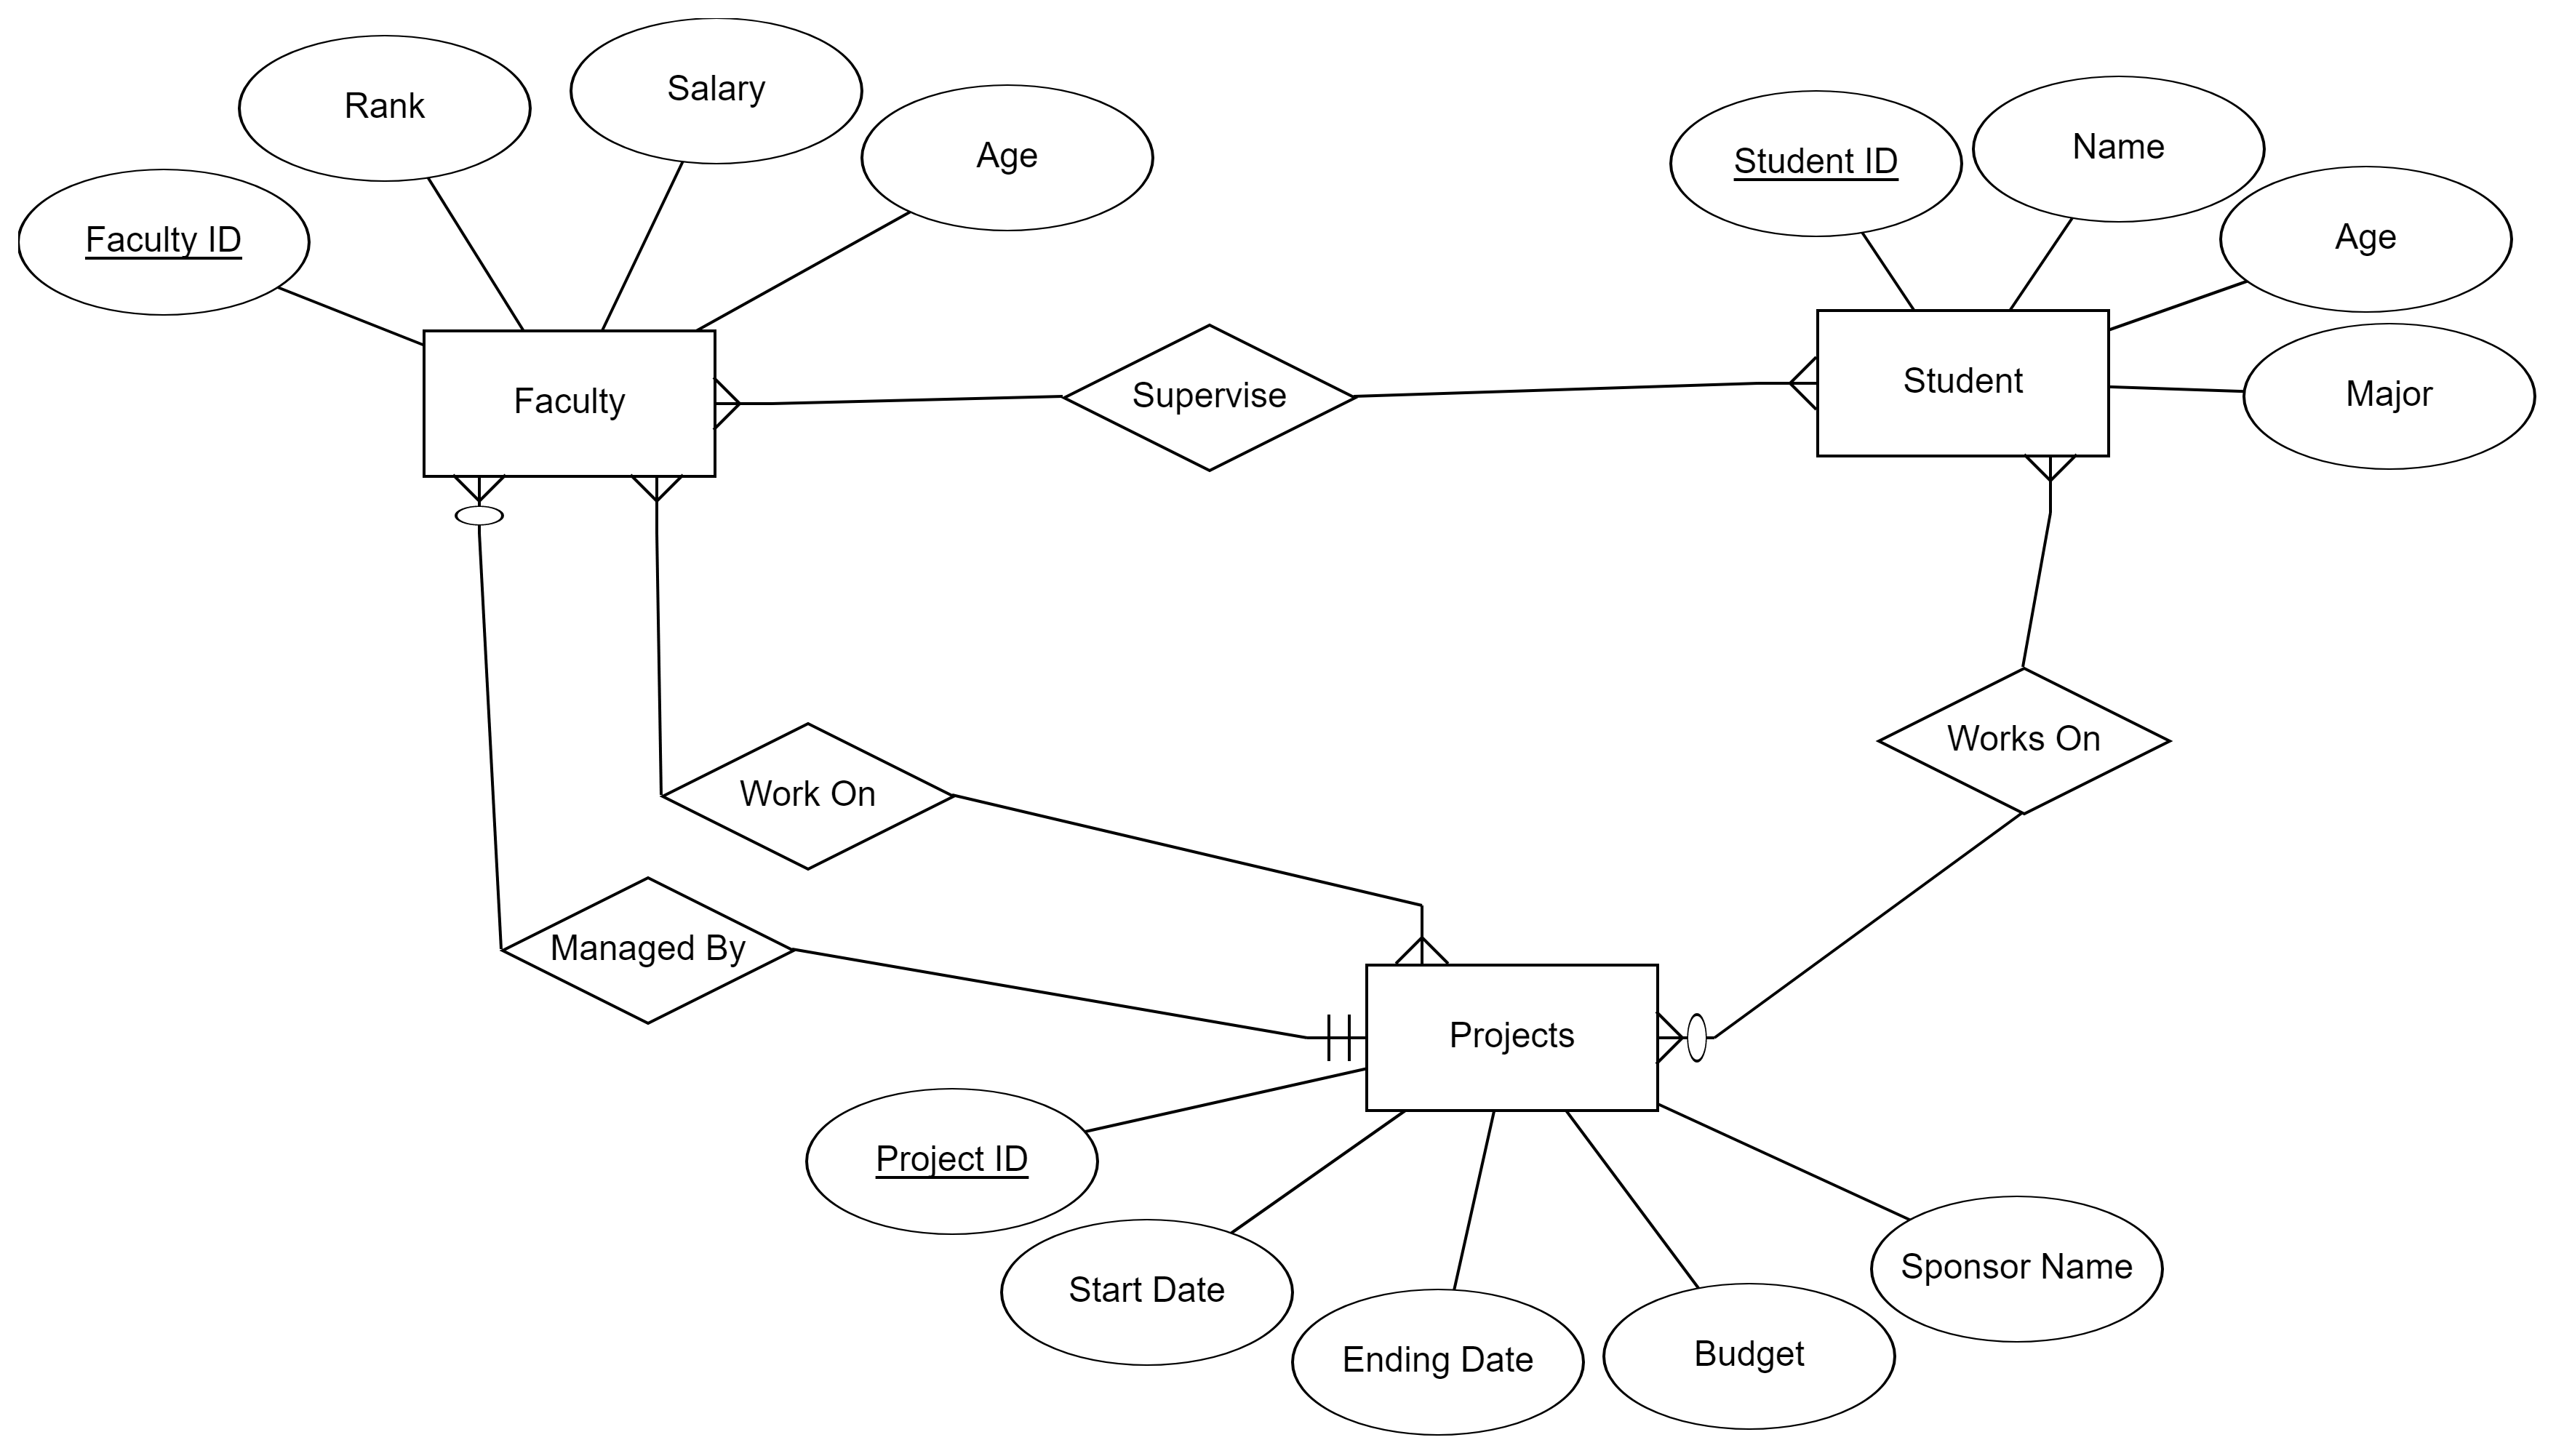 Salary
Rank
Age
Name
Student ID
Age
Faculty ID
Faculty
Supervise
Student
Major
Work On
Works On
Managed By
Projects
Project ID
Start Date
Sponsor Name
Ending Date
Budget